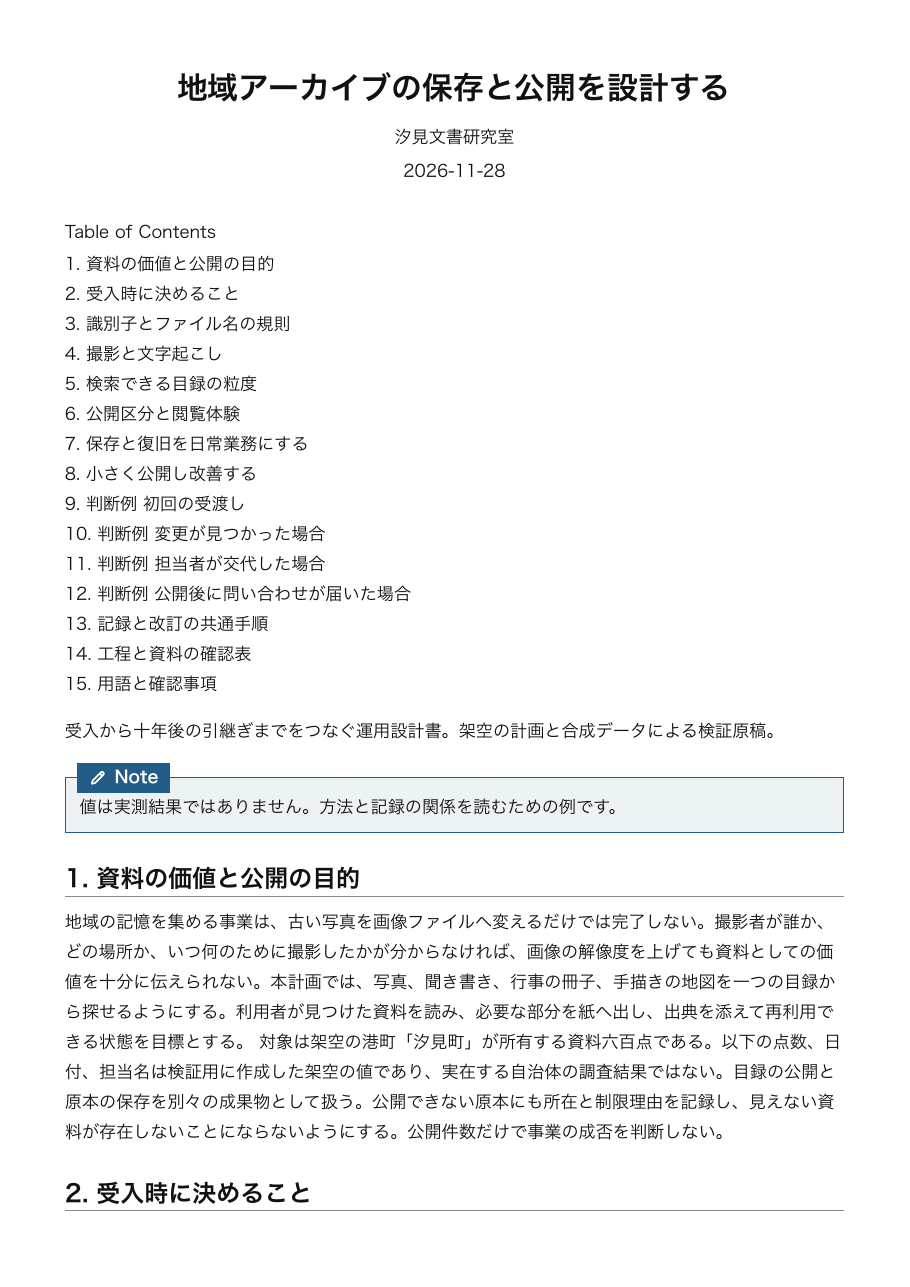 地域アーカイブの保存と公開を設計する
汐見文書研究室
2026-11-28
Table of Contents
1. 資料の価値と公開の目的
2. 受入時に決めること
3. 識別子とファイル名の規則
4. 撮影と文字起こし
5. 検索できる目録の粒度
6. 公開区分と閲覧体験
7. 保存と復旧を日常業務にする
8. 小さく公開し改善する
9. 判断例 初回の受渡し
10. 判断例 変更が見つかった場合
11. 判断例 担当者が交代した場合
12. 判断例 公開後に問い合わせが届いた場合
13. 記録と改訂の共通手順
14. 工程と資料の確認表
15. 用語と確認事項
受入から十年後の引継ぎまでをつなぐ運用設計書。架空の計画と合成データによる検証原稿。
Note
値は実測結果ではありません。方法と記録の関係を読むための例です。
1. 資料の価値と公開の目的
地域の記憶を集める事業は、古い写真を画像ファイルへ変えるだけでは完了しない。撮影者が誰か、
どの場所か、いつ何のために撮影したかが分からなければ、画像の解像度を上げても資料としての価
値を十分に伝えられない。本計画では、写真、聞き書き、行事の冊子、手描きの地図を一つの目録か
ら探せるようにする。利用者が見つけた資料を読み、必要な部分を紙へ出し、出典を添えて再利用で
きる状態を目標とする。 対象は架空の港町「汐見町」が所有する資料六百点である。以下の点数、日
付、担当名は検証用に作成した架空の値であり、実在する自治体の調査結果ではない。目録の公開と
原本の保存を別々の成果物として扱う。公開できない原本にも所在と制限理由を記録し、見えない資
料が存在しないことにならないようにする。公開件数だけで事業の成否を判断しない。
2. 受入時に決めること